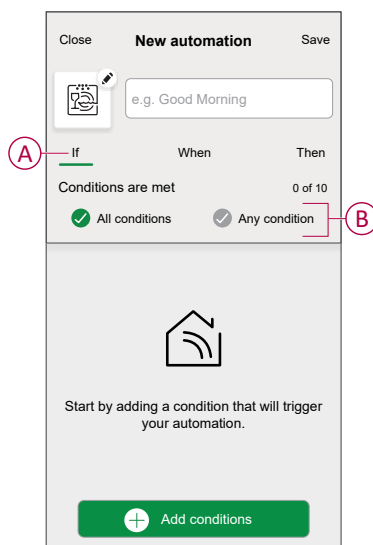 Close New automation Save
e.g. Good Morning
A If When Then
Conditions are met 0 of 10
All conditions Any condition B
Start by adding a condition that will trigger
your automation.
Add conditions